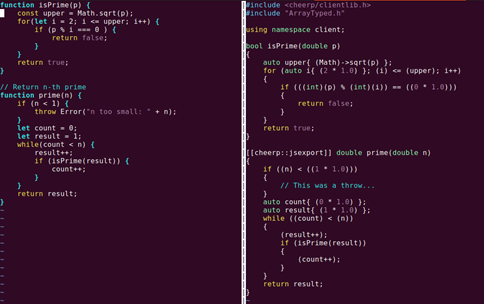 function isPrime(p) {
    const upper = Math.sqrt(p);
    for(let i = 2; i <= upper; i++) {
        if (p % i === 0 ) {
            return false;
        }
    }
    return true;
}

// Return n-th prime
function prime(n) {
    if (n < 1) {
        throw Error("n too small: " + n);
    }
    let count = 0;
    let result = 1;
    while(count < n) {
        result++;
        if (isPrime(result)) {
            count++;
        }
    }
    return result;
}
#include <cheerp/clientlib.h>
#include "ArrayTyped.h"

using namespace client;

bool isPrime(double p)
{
    auto upper{ (Math)->sqrt(p) };
    for (auto i{ (2 * 1.0) }; (i) <= (upper); i++)
    {
        if (((int)(p) % (int)(i)) == ((0 * 1.0)))
        {
            return false;
        }
    }
    return true;
}

[[cheerp::jsexport]] double prime(double n)
{
    if ((n) < ((1 * 1.0)))
    {
        // This was a throw...
    }
    auto count{ (0 * 1.0) };
    auto result{ (1 * 1.0) };
    while ((count) < (n))
    {
        (result++);
        if (isPrime(result))
        {
            (count++);
        }
    }
    return result;
}